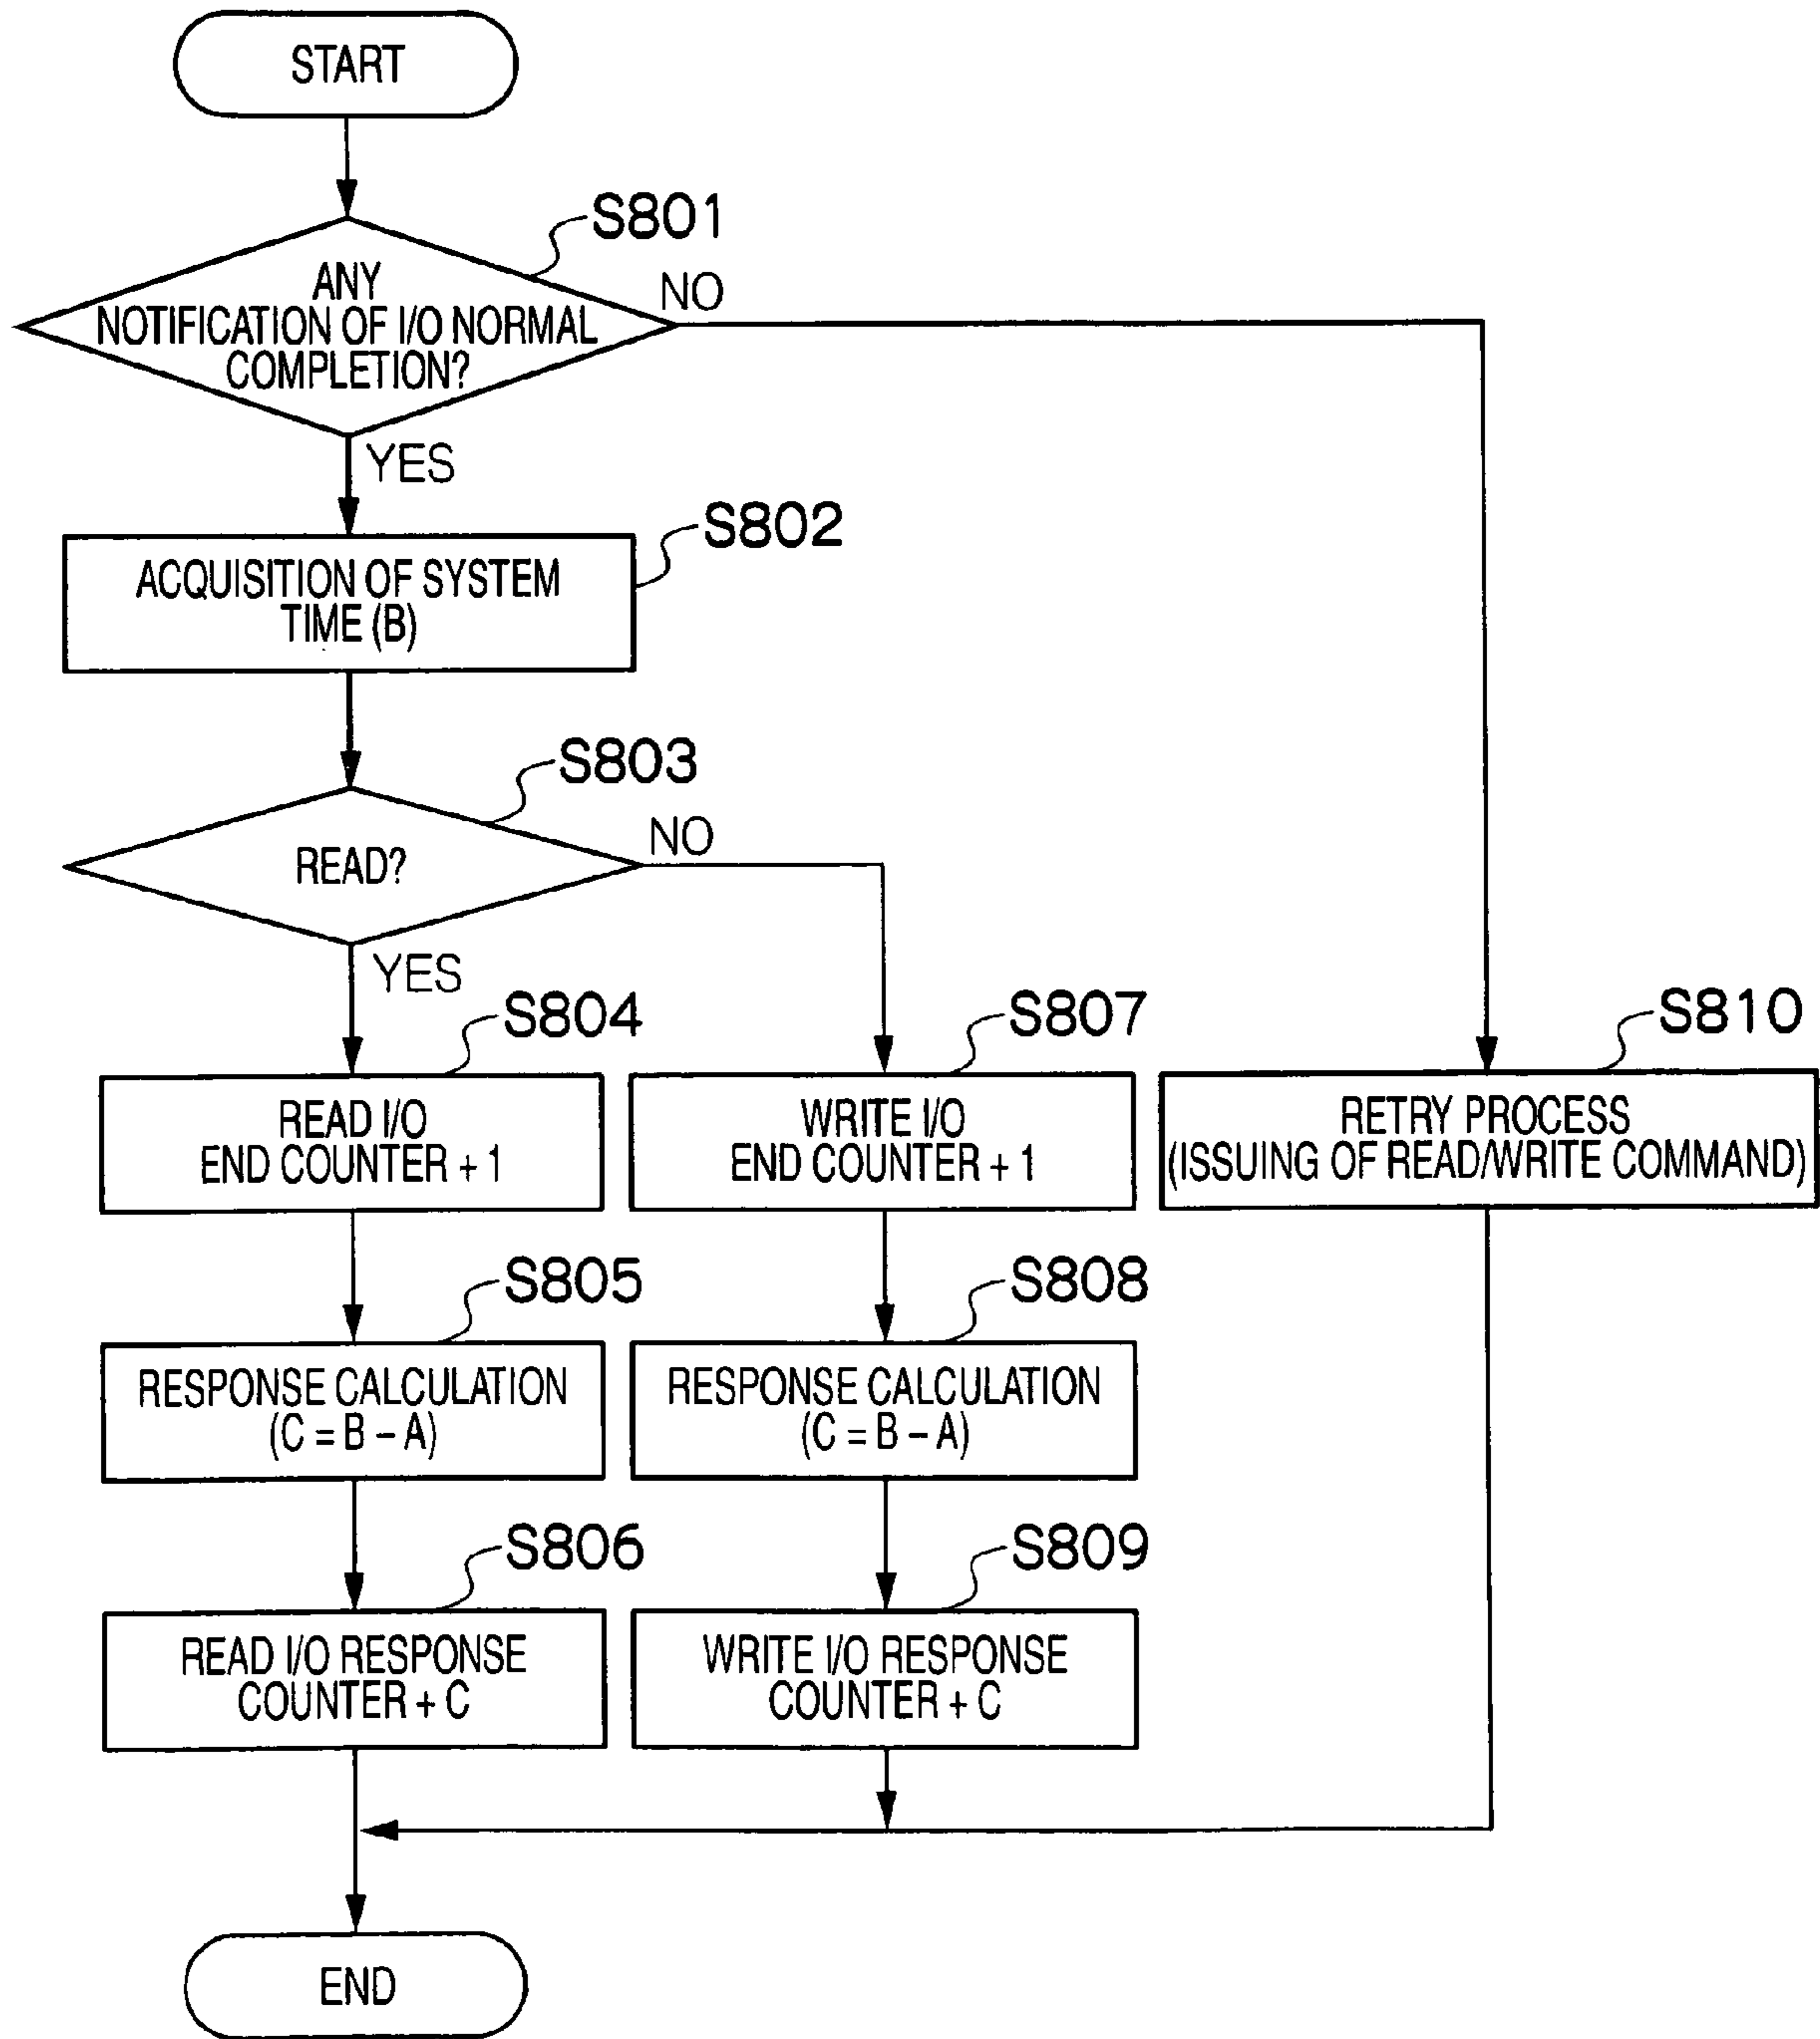 START
S801
ANY
NOTIFICATION OF I/O NORMAL
COMPLETION?
NO
YES
S802
ACQUISITION OF SYSTEM
TIME (B)
S803
READ?
NO
YES
S804
READ I/O
END COUNTER + 1
S807
WRITE I/O
END COUNTER + 1
S810
RETRY PROCESS
(ISSUING OF READ/WRITE COMMAND)
S805
RESPONSE CALCULATION
(C = B – A)
S808
RESPONSE CALCULATION
(C = B – A)
S806
READ I/O RESPONSE
COUNTER + C
S809
WRITE I/O RESPONSE
COUNTER + C
END